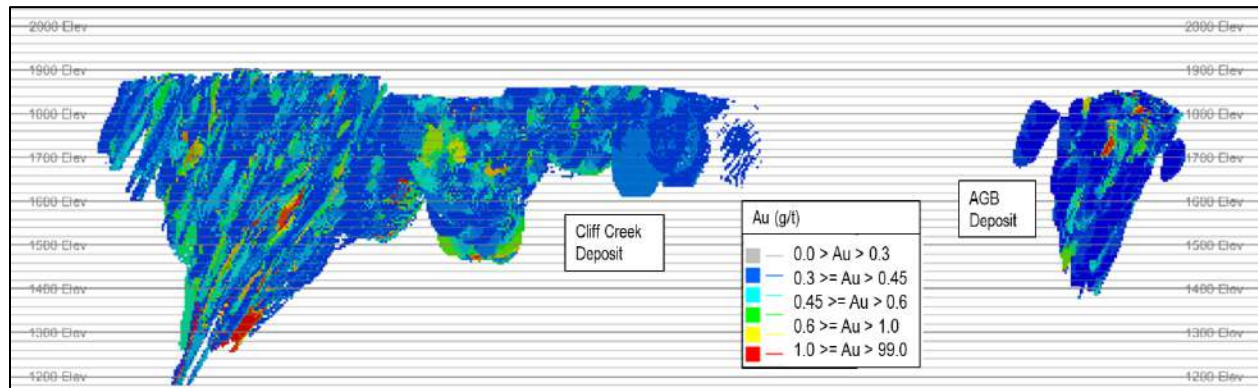 2000 Elev 2000 Elev
1900 Elev 1900 Elev
1800 Elev 1800 Elev
1700 Elev 1700 Elev
1600 Elev 1600 Elev
1500 Elev 1500 Elev
1400 Elev 1400 Elev
1300 Elev 1300 Elev
1200 Elev 1200 Elev
Cliff Creek
Deposit
Au (g/t)
0.0 > Au > 0.3
0.3 >= Au > 0.45
0.45 >= Au > 0.6
0.6 >= Au > 1.0
1.0 >= Au > 99.0
AGB
Deposit